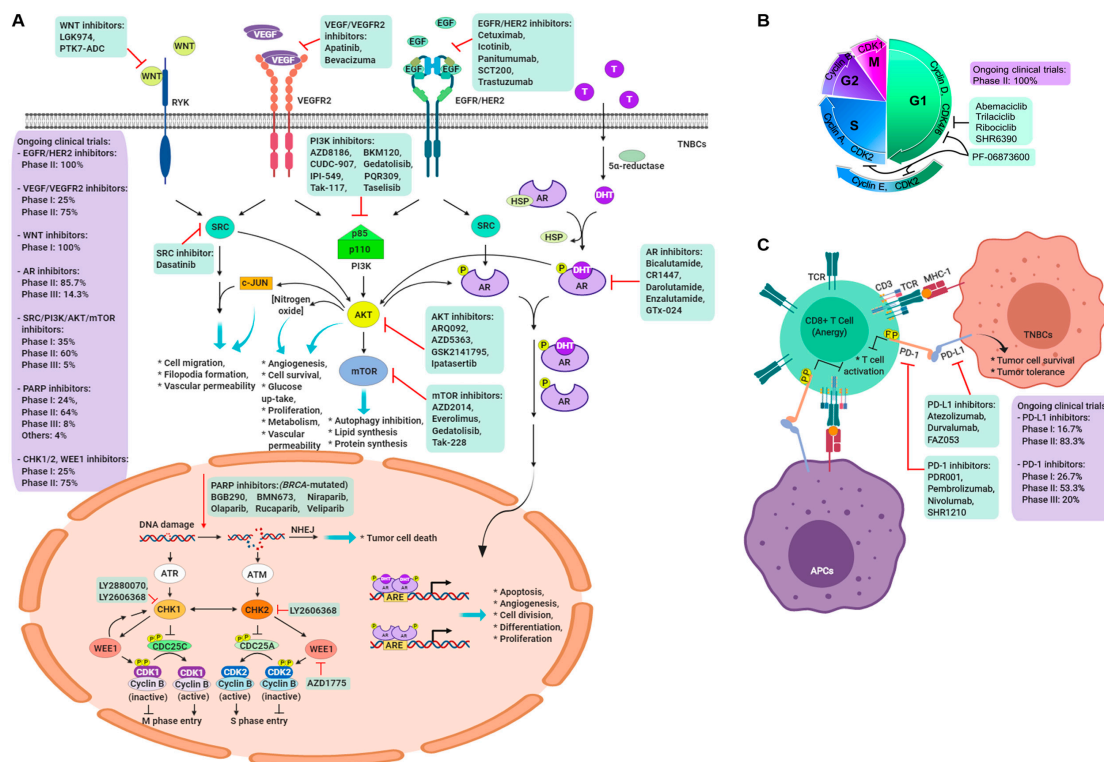 A
WNT inhibitors:
LGK974,
PTK7-ADC
WNT
WNT
RYK
VEGF
VEGF
VEGFR2
VEGF/VEGFR2
inhibitors:
Apatinib,
Bevacizuma
EGF
EGF
EGF
EGF
EGF
EGFR/HER2
EGFR/HER2 inhibitors:
Cetuximab,
Icotinib,
Panitumumab,
SCT200,
Trastuzumab
T
T
T
TNBCs
5α-reductase
DHT
HSP
AR
HSP
Ongoing clinical trials:
- EGFR/HER2 inhibitors:
Phase II: 100%
- VEGF/VEGFR2 inhibitors:
Phase I: 25%
Phase II: 75%
- WNT inhibitors:
Phase I: 100%
- AR inhibitors:
Phase II: 85.7%
Phase III: 14.3%
- SRC/PI3K/AKT/mTOR
inhibitors:
Phase I: 35%
Phase II: 60%
Phase III: 5%
- PARP inhibitors:
Phase I: 24%,
Phase II: 64%
Phase III: 8%
Others: 4%
- CHK1/2, WEE1 inhibitors:
Phase I: 25%
Phase II: 75%
PI3K inhibitors:
AZD8186, BKM120,
CUDC-907, Gedatolisib,
IPI-549, PQR309,
Tak-117, Taselisib
SRC
SRC inhibitor:
Dasatinib
p85
p110
PI3K
SRC
P
AR
P
DHT
AR
AR inhibitors:
Bicalutamide,
CR1447,
Darolutamide,
Enzalutamide,
GTx-024
c-JUN
[Nitrogen
oxide]
AKT
AKT inhibitors:
ARQ092,
AZD5363,
GSK2141795,
Ipatasertib
mTOR
mTOR inhibitors:
AZD2014,
Everolimus,
Gedatolisib,
Tak-228
P
DHT
AR
P
AR
* Cell migration,
* Filopodia formation,
* Vascular permeability
* Angiogenesis,
* Cell survival,
* Glucose
up-take,
* Proliferation,
* Metabolism,
* Vascular
permeability
* Autophagy inhibition,
* Lipid synthesis
* Protein synthesis
PARP inhibitors:(BRCA-mutated)
BGB290, BMN673, Niraparib,
Olaparib, Rucaparib, Veliparib
DNA damage
NHEJ
* Tumor cell death
ATR
ATM
LY2880070,
LY2606368
CHK1
CHK2
LY2606368
WEE1
P P
CDC25C
P P
CDC25A
WEE1
P P
CDK1
Cyclin B
(inactive)
CDK1
Cyclin B
(active)
CDK2
Cyclin B
(active)
P P
CDK2
Cyclin B
(inactive)
AZD1775
M phase entry
S phase entry
P DHT DHT P
AR AR
ARE
P P
AR AR
ARE
* Apoptosis,
* Angiogenesis,
* Cell division,
* Differentiation,
* Proliferation
B
Cyclin B
CDK1
M
G2
G1
S
Cyclin D, CDK4/6
Cyclin A, CDK2
Cyclin E, CDK2
Ongoing clinical trials:
Phase II: 100%
Abemaciclib
Trilaciclib
Ribociclib
SHR6390
PF-06873600
C
TCR
CD3
TCR
MHC-1
CD8+ T Cell
(Anergy)
* T cell
activation
P P
PD-1
PD-L1
P P
TNBCs
* Tumor cell survival
* Tumor tolerance
APCs
PD-L1 inhibitors:
Atezolizumab,
Durvalumab,
FAZ053
PD-1 inhibitors:
PDR001,
Pembrolizumab,
Nivolumab,
SHR1210
Ongoing clinical trials:
- PD-L1 inhibitors:
Phase I: 16.7%
Phase II: 83.3%
- PD-1 inhibitors:
Phase I: 26.7%
Phase II: 53.3%
Phase III: 20%